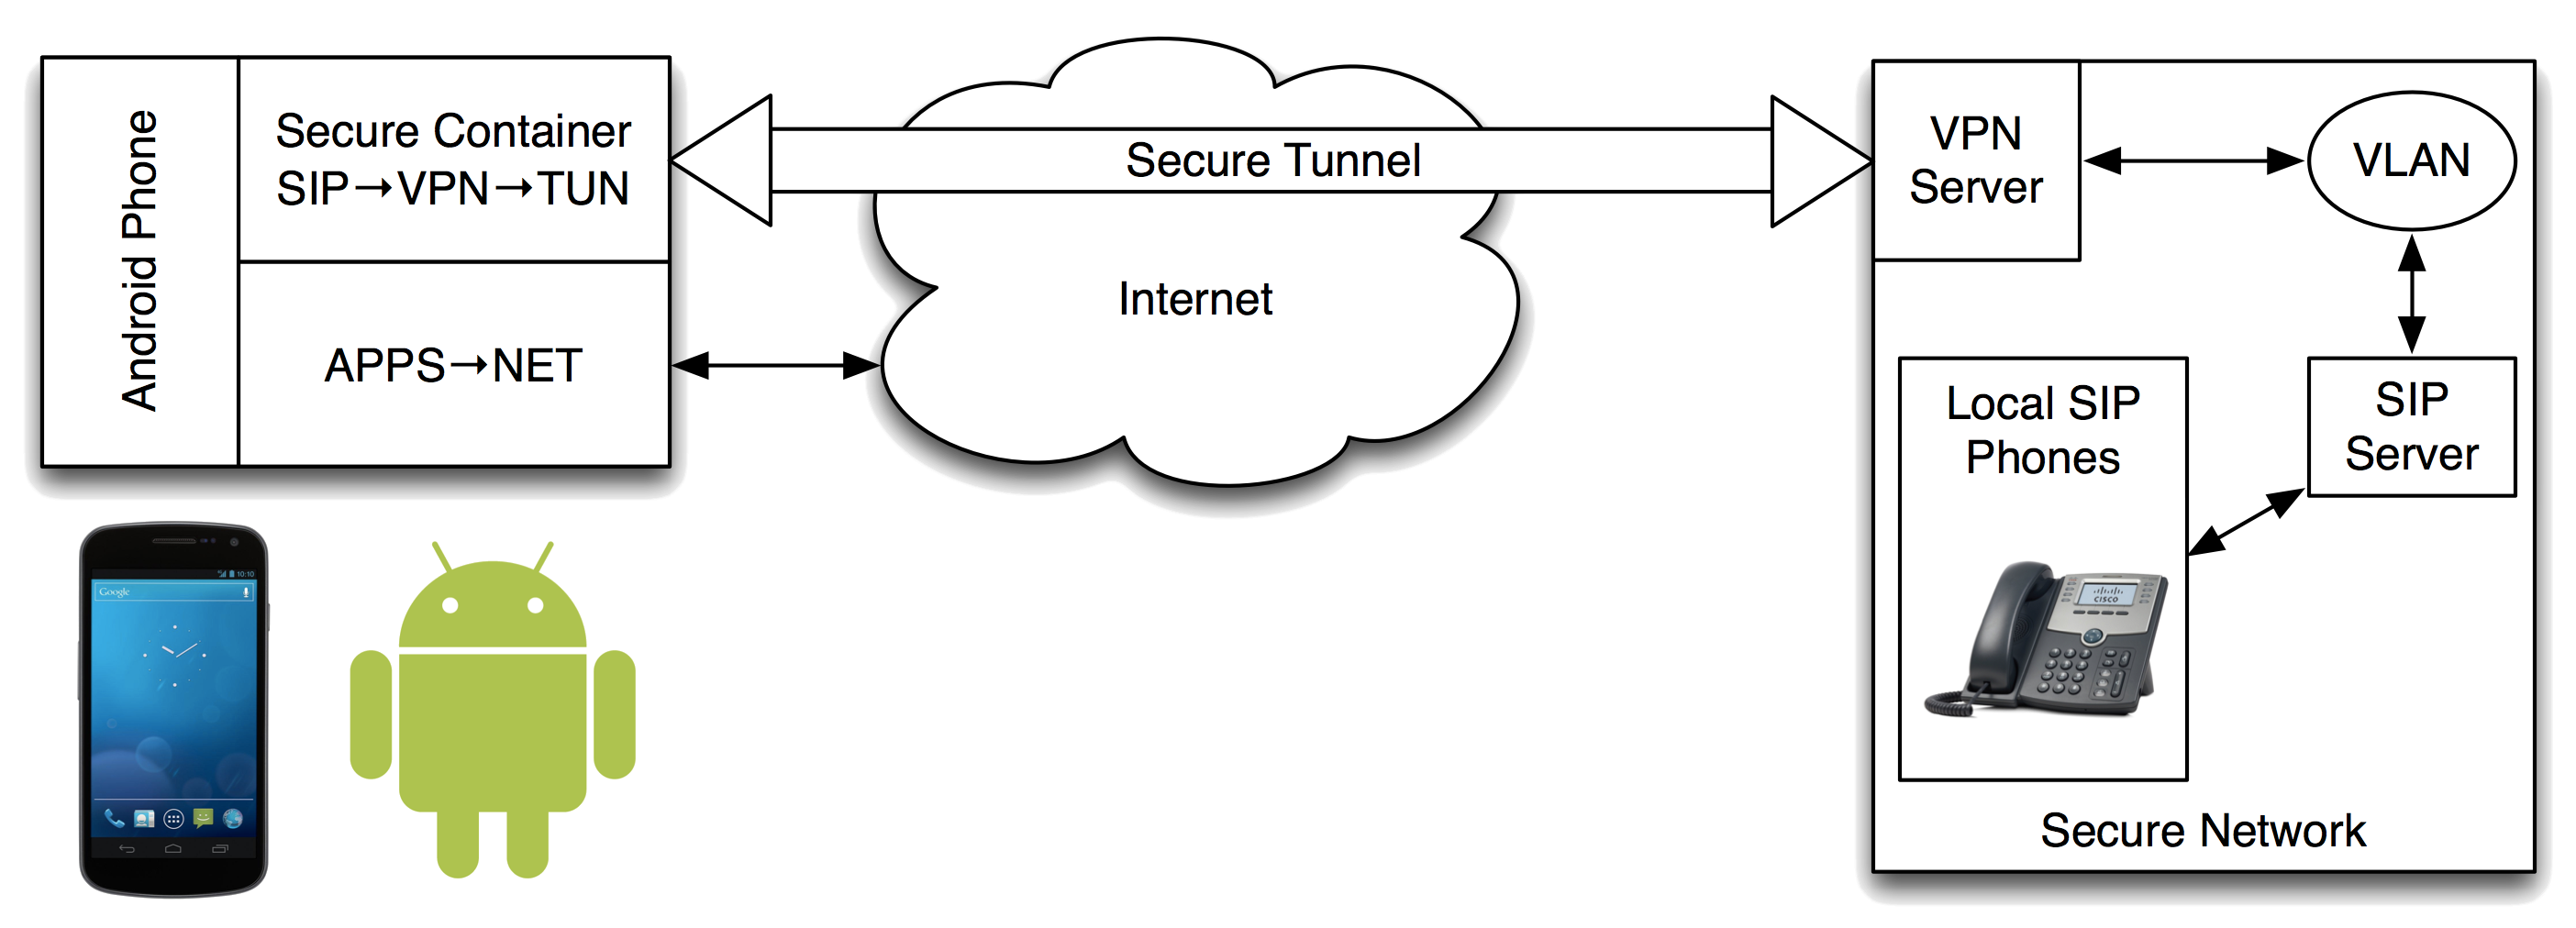 Android Phone
Secure Container
SIP→VPN→TUN
APPS→NET
Secure Tunnel
Internet
VPN
Server
VLAN
Local SIP
Phones
SIP
Server
CISCO
Secure Network
Google
10:10